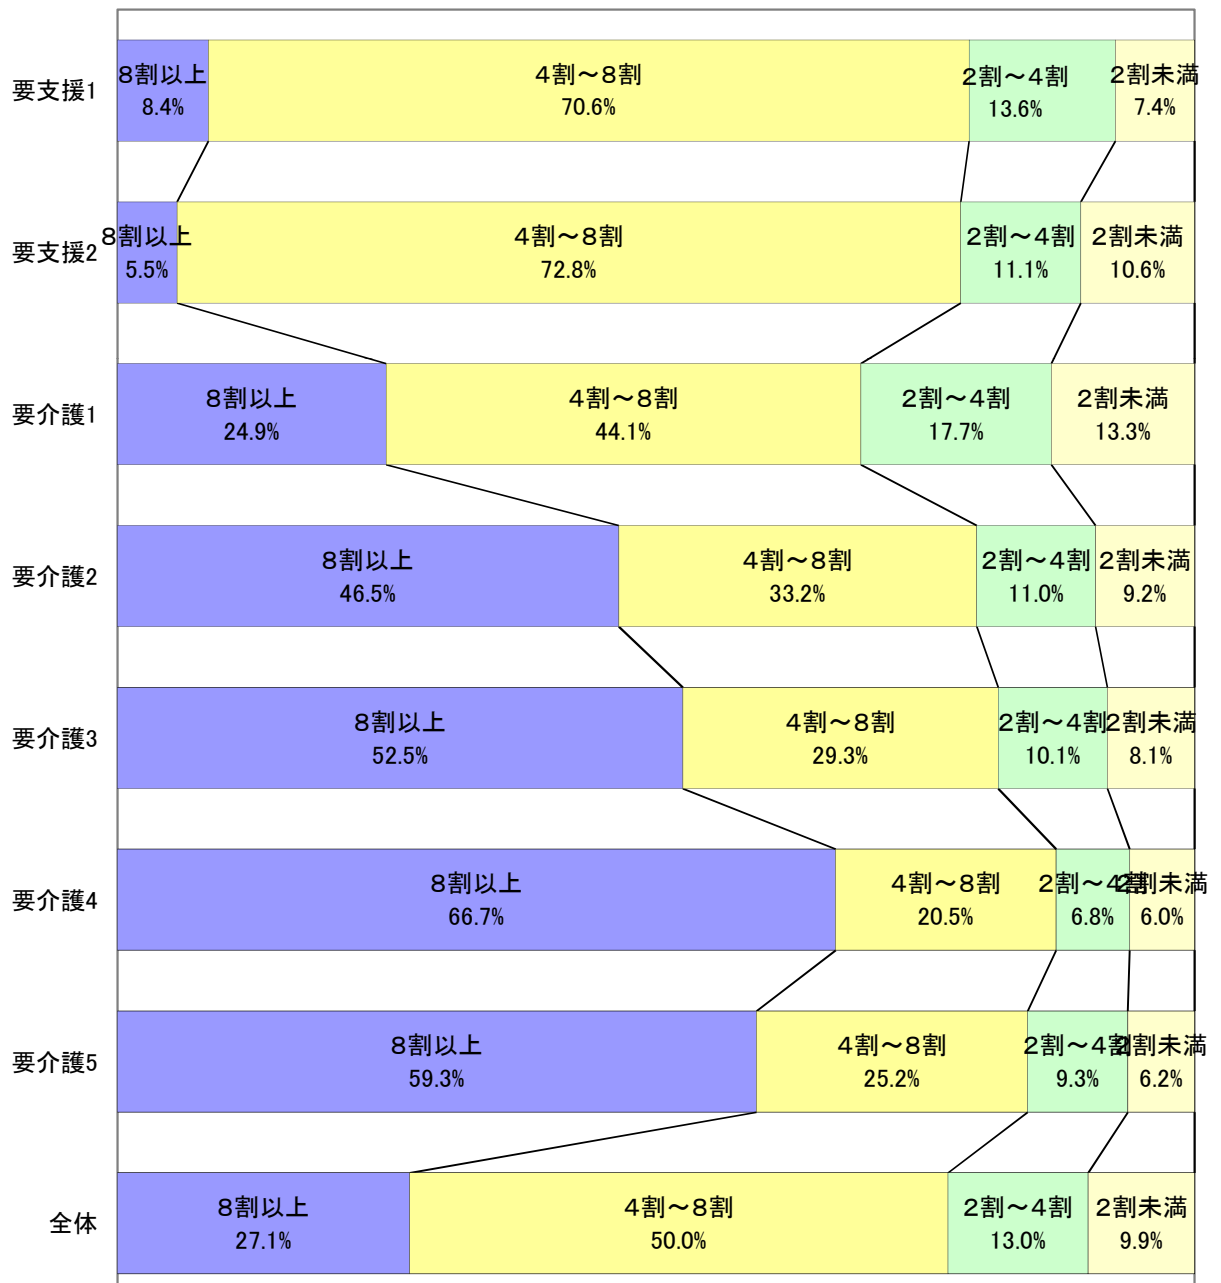 要支援1
8割以上
8.4%
4割～8割
70.6%
2割～4割
13.6%
2割未満
7.4%
要支援2
8割以上
5.5%
4割～8割
72.8%
2割～4割
11.1%
2割未満
10.6%
要介護1
8割以上
24.9%
4割～8割
44.1%
2割～4割
17.7%
2割未満
13.3%
要介護2
8割以上
46.5%
4割～8割
33.2%
2割～4割
11.0%
2割未満
9.2%
要介護3
8割以上
52.5%
4割～8割
29.3%
2割～4割
10.1%
2割未満
8.1%
要介護4
8割以上
66.7%
4割～8割
20.5%
2割～4割
6.8%
2割未満
6.0%
要介護5
8割以上
59.3%
4割～8割
25.2%
2割～4割
9.3%
2割未満
6.2%
全体
8割以上
27.1%
4割～8割
50.0%
2割～4割
13.0%
2割未満
9.9%